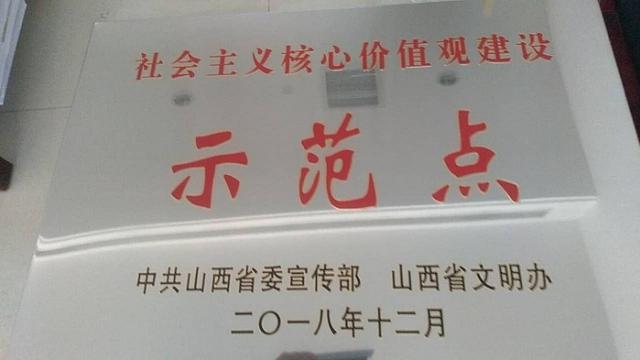 社会主义核心价值观建设
示范点
中共山西省委宣传部 山西省文明办
二〇一八年十二月